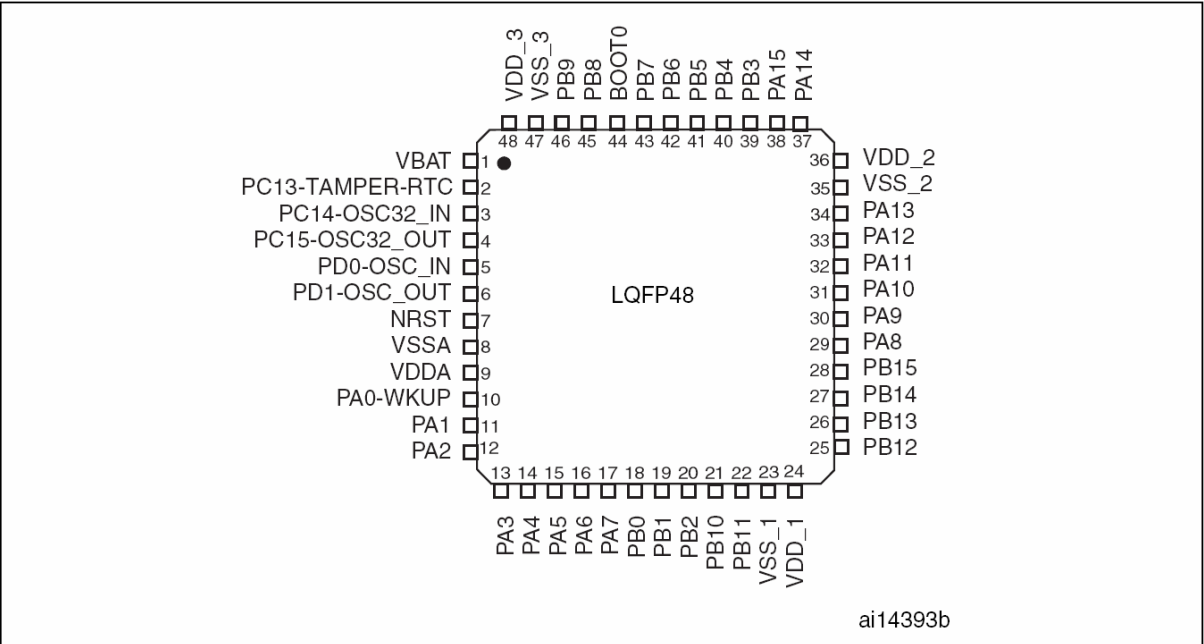 VDD_3
VSS_3
PB9
PB8
BOOT0
PB7
PB6
PB5
PB4
PB3
PA15
PA14
48 47 46 45 44 43 42 41 40 39 38 37
VBAT 1
PC13-TAMPER-RTC 2
PC14-OSC32_IN 3
PC15-OSC32_OUT 4
PD0-OSC_IN 5
PD1-OSC_OUT 6
NRST 7
VSSA 8
VDDA 9
PA0-WKUP 10
PA1 11
PA2 12
LQFP48
36 VDD_2
35 VSS_2
34 PA13
33 PA12
32 PA11
31 PA10
30 PA9
29 PA8
28 PB15
27 PB14
26 PB13
25 PB12
13 14 15 16 17 18 19 20 21 22 23 24
PA3
PA4
PA5
PA6
PA7
PB0
PB1
PB2
PB10
PB11
VSS_1
VDD_1
ai14393b